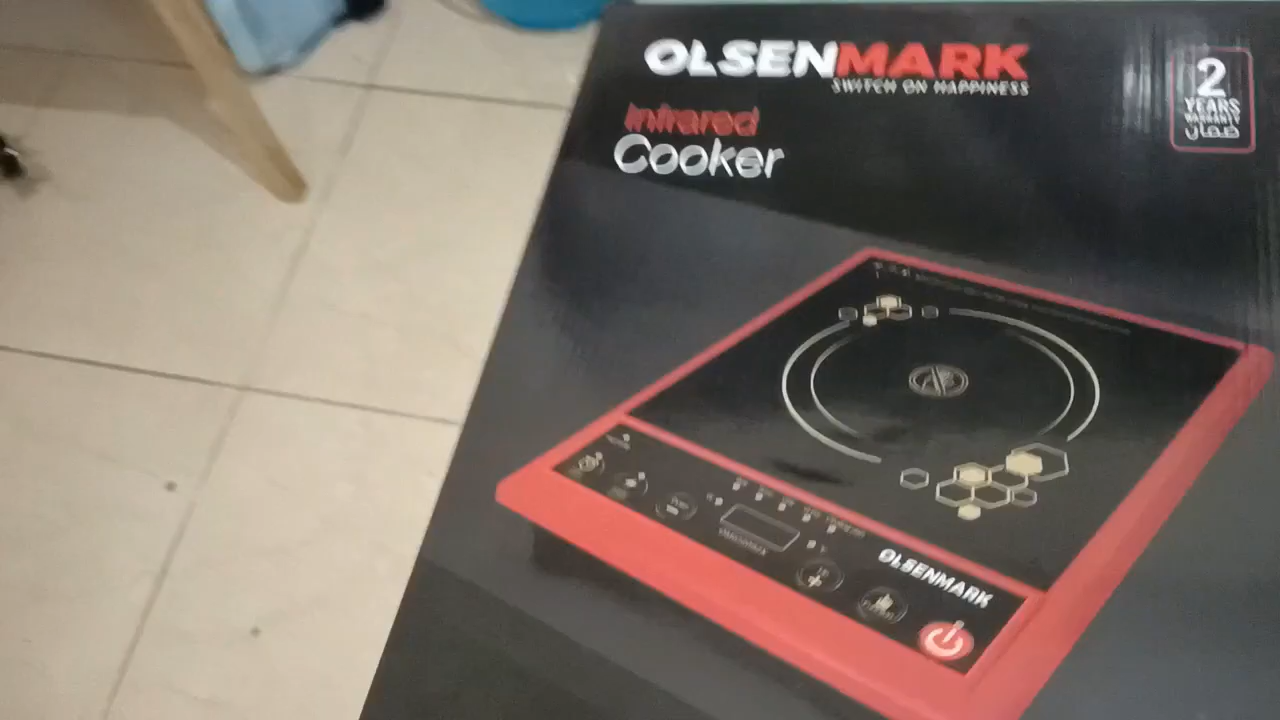 OLSENMARK
SWITCH ON HAPPINESS
Infrared
Cooker
2
YEARS
WARRANTY
ضمان
OLSENMARK